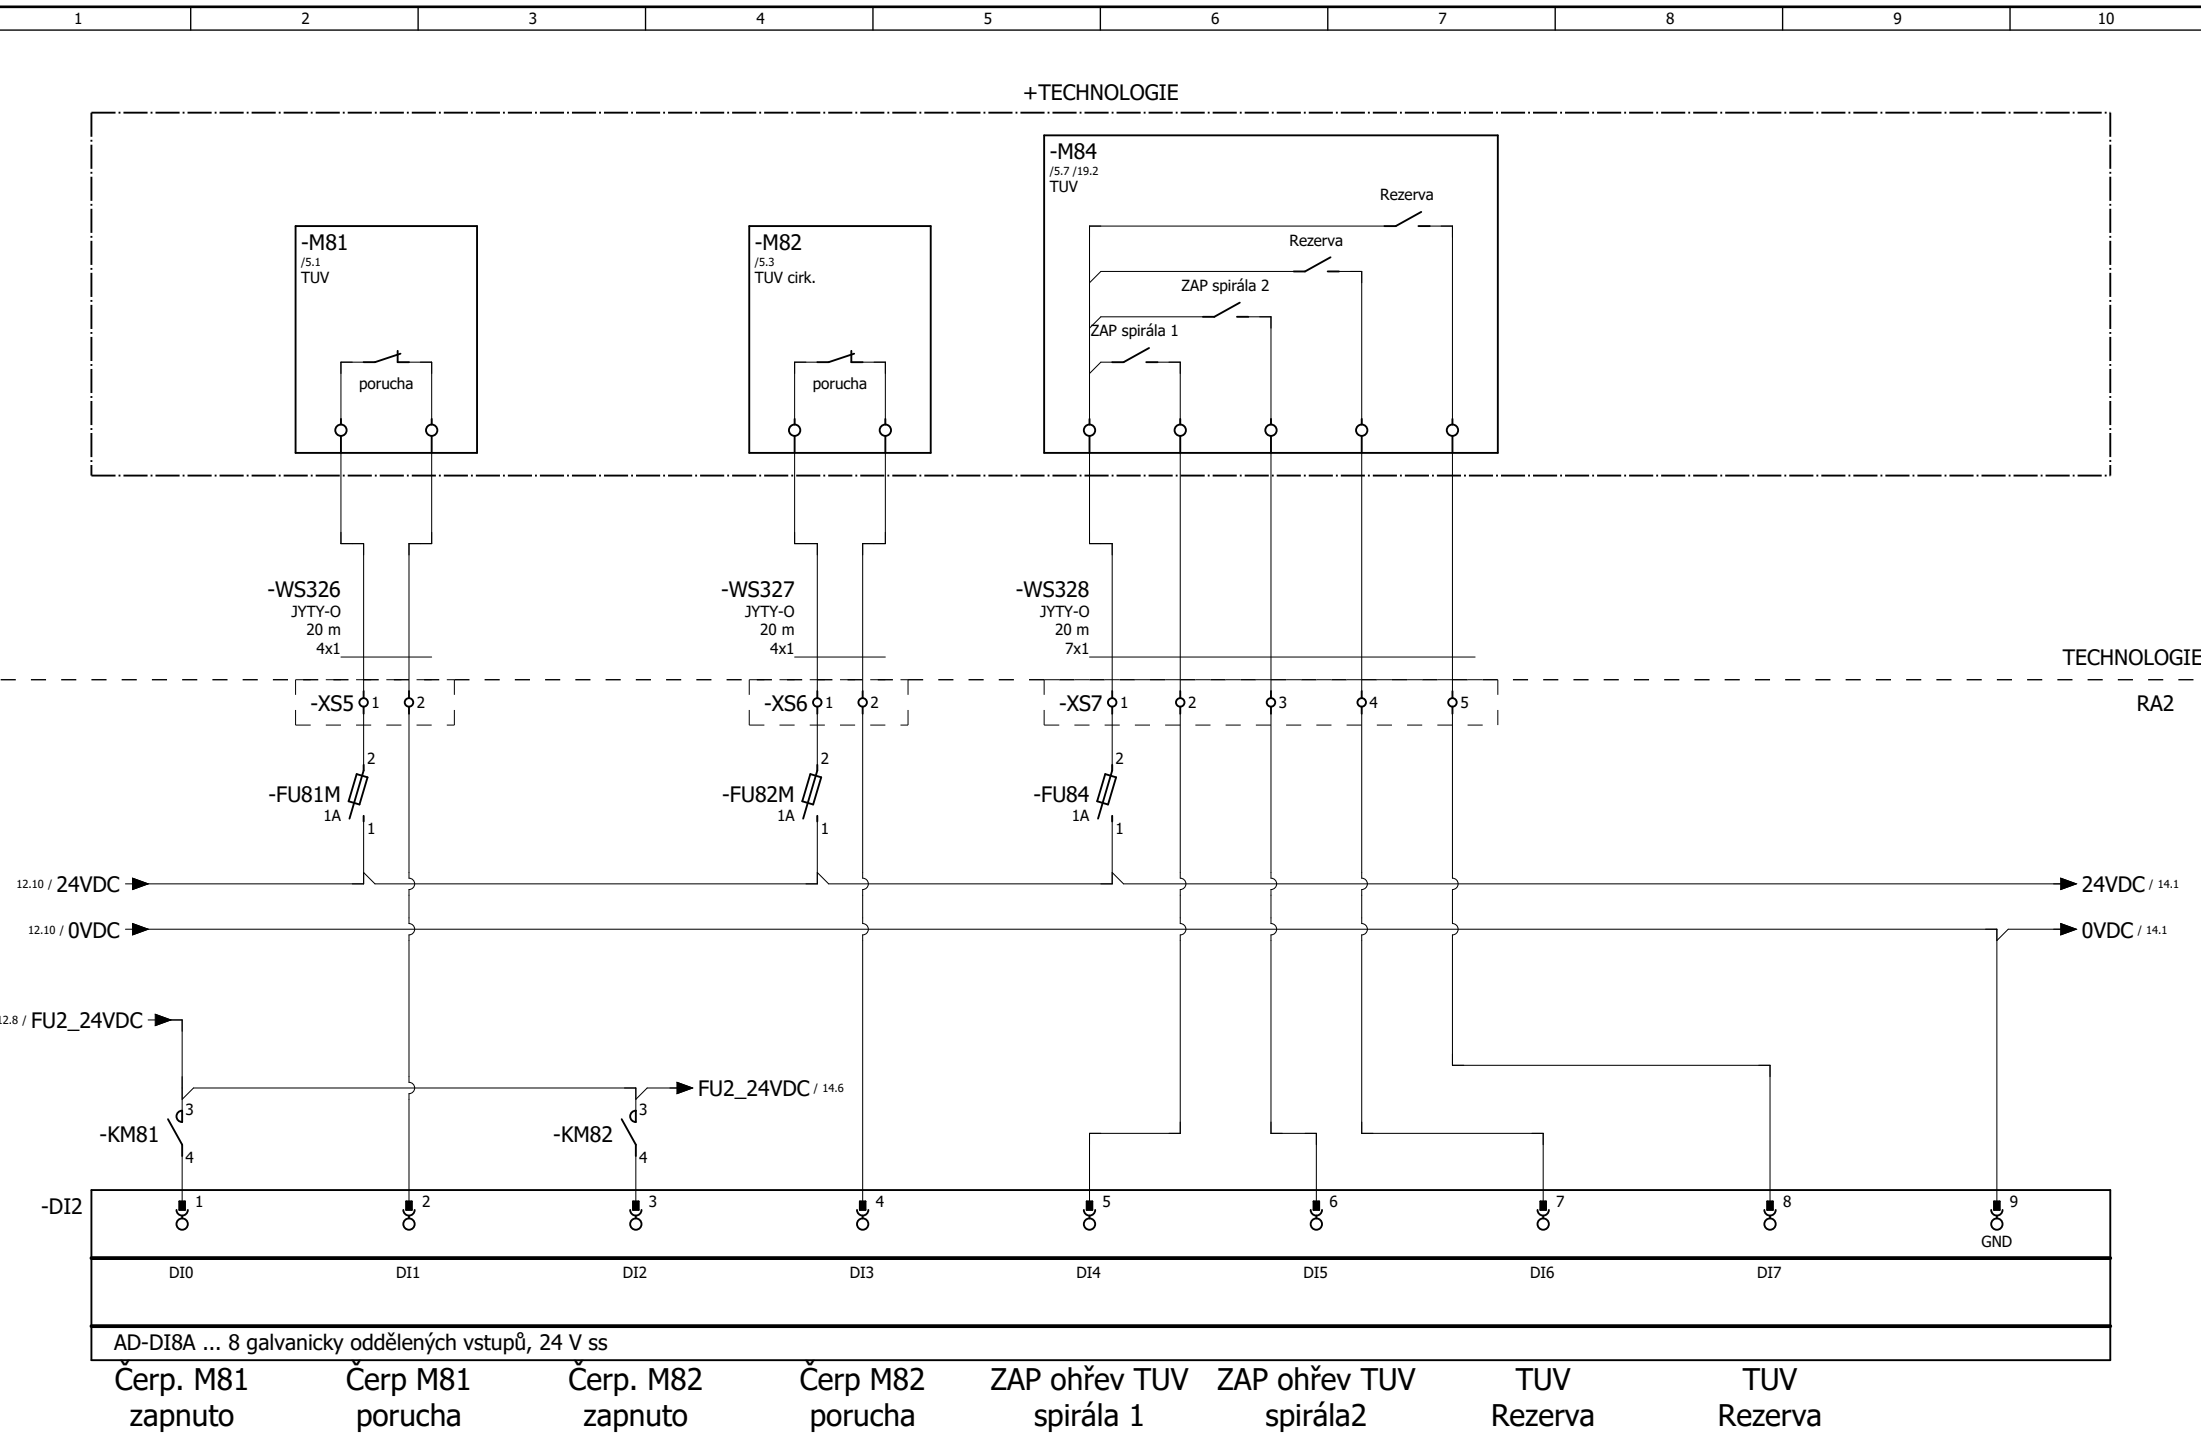 1 2 3 4 5 6 7 8 9 10
+TECHNOLOGIE
-M84
/5.7 /19.2
TUV
Rezerva
-M81
/5.1
TUV
-M82
/5.3
TUV cirk.
Rezerva
ZAP spirála 2
ZAP spirála 1
porucha
porucha
-WS326
JYTY-O
20 m
4x1
-WS327
JYTY-O
20 m
4x1
-WS328
JYTY-O
20 m
7x1
TECHNOLOGIE
-XS5 1 2
-XS6 1 2
-XS7 1 2 3 4 5
RA2
2 2 2
-FU81M
1A
1
-FU82M
1A
1
-FU84
1A
1
12.10 / 24VDC
24VDC / 14.1
12.10 / 0VDC
0VDC / 14.1
12.8 / FU2_24VDC
FU2_24VDC / 14.6
3 3
-KM81
-KM82
4 4
-DI2
1 2 3 4 5 6 7 8 9
GND
DI0 DI1 DI2 DI3 DI4 DI5 DI6 DI7
AD-DI8A ... 8 galvanicky oddělených vstupů, 24 V ss
Čerp. M81 Čerp M81 Čerp. M82 Čerp M82 ZAP ohřev TUV ZAP ohřev TUV TUV TUV
zapnuto porucha zapnuto porucha spirála 1 spirála2 Rezerva Rezerva